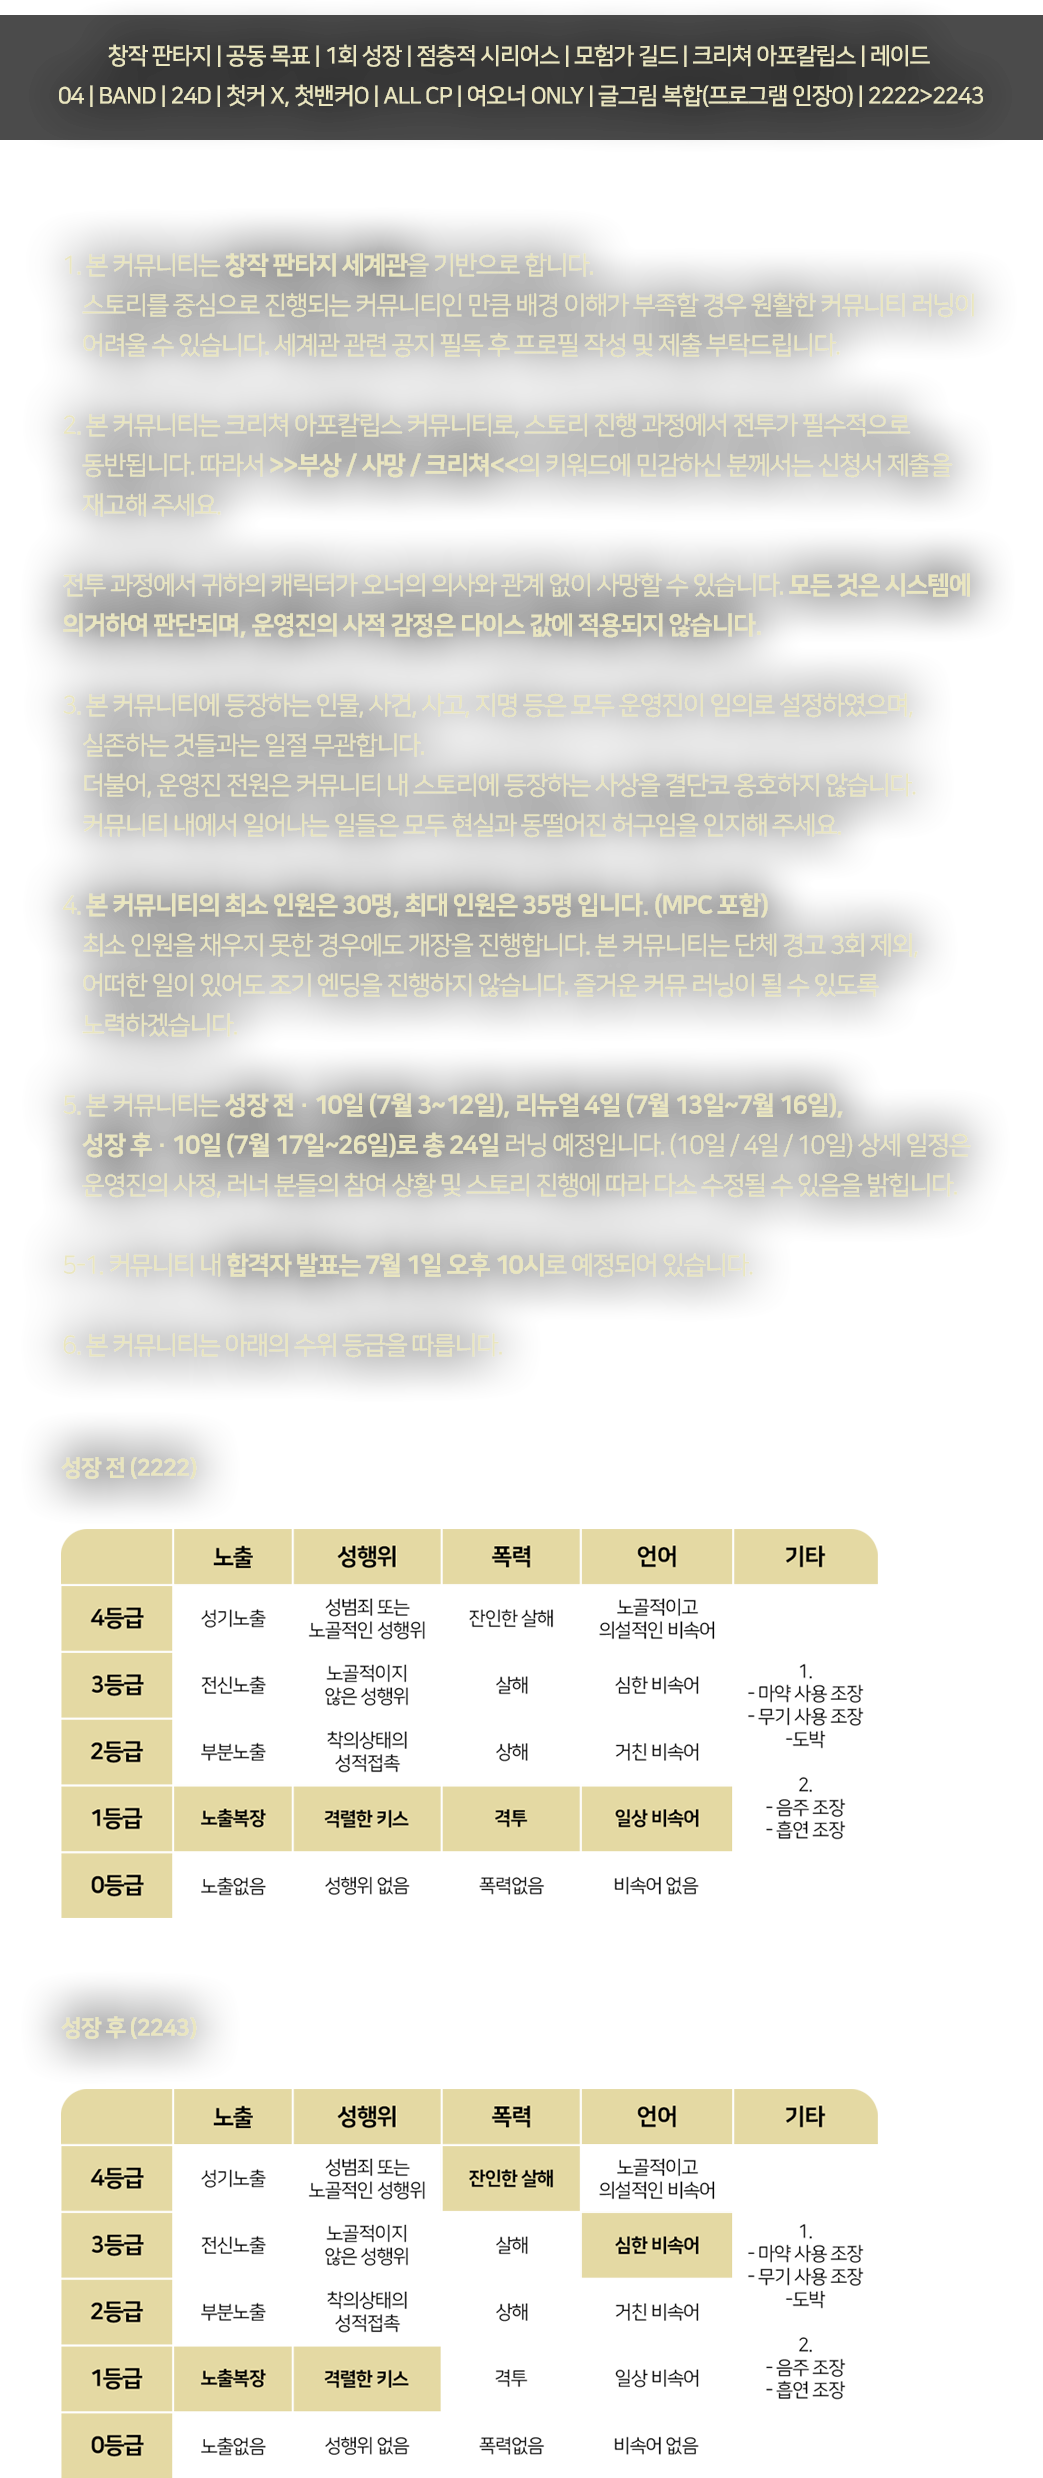 창작 판타지 | 공동 목표 | 1회 성장 | 점층적 시리어스 | 모험가 길드 | 크리쳐 아포칼립스 | 레이드
04 | BAND | 24D | 첫커 X, 첫밴커O | ALL CP | 여오너 ONLY | 글그림 복합(프로그램 인장O) | 2222>2243
1. 본 커뮤니티는 창작 판타지 세계관을 기반으로 합니다.
스토리를 중심으로 진행되는 커뮤니티인 만큼 배경 이해가 부족할 경우 원활한 커뮤니티 러닝이
어려울 수 있습니다. 세계관 관련 공지 필독 후 프로필 작성 및 제출 부탁드립니다.
2. 본 커뮤니티는 크리쳐 아포칼립스 커뮤니티로, 스토리 진행 과정에서 전투가 필수적으로
동반됩니다. 따라서 >>부상 / 사망 / 크리쳐<<의 키워드에 민감하신 분께서는 신청서 제출을
재고해 주세요.
전투 과정에서 귀하의 캐릭터가 오너의 의사와 관계 없이 사망할 수 있습니다. 모든 것은 시스템에
의거하여 판단되며, 운영진의 사적 감정은 다이스 값에 적용되지 않습니다.
3. 본 커뮤니티에 등장하는 인물, 사건, 사고, 지명 등은 모두 운영진이 임의로 설정하였으며,
실존하는 것들과는 일절 무관합니다.
더불어, 운영진 전원은 커뮤니티 내 스토리에 등장하는 사상을 결단코 옹호하지 않습니다.
커뮤니티 내에서 일어나는 일들은 모두 현실과 동떨어진 허구임을 인지해 주세요.
4. 본 커뮤니티의 최소 인원은 30명, 최대 인원은 35명 입니다. (MPC 포함)
최소 인원을 채우지 못한 경우에도 개장을 진행합니다. 본 커뮤니티는 단체 경고 3회 제외,
어떠한 일이 있어도 조기 엔딩을 진행하지 않습니다. 즐거운 커뮤 러닝이 될 수 있도록
노력하겠습니다.
5. 본 커뮤니티는 성장 전 · 10일 (7월 3~12일), 리뉴얼 4일 (7월 13일~7월 16일),
성장 후 · 10일 (7월 17일~26일)로 총 24일 러닝 예정입니다. (10일 / 4일 / 10일) 상세 일정은
운영진의 사정, 러너 분들의 참여 상황 및 스토리 진행에 따라 다소 수정될 수 있음을 밝힙니다.
5-1. 커뮤니티 내 합격자 발표는 7월 1일 오후 10시로 예정되어 있습니다.
6. 본 커뮤니티는 아래의 수위 등급을 따릅니다.
성장 전 (2222)
노출 성행위 폭력 언어 기타
4등급 성기노출 성범죄 또는 노골적인 성행위 잔인한 살해 노골적이고 의설적인 비속어
3등급 전신노출 노골적이지 않은 성행위 살해 심한 비속어
2등급 부분노출 착의상태의 성적접촉 상해 거친 비속어
1등급 노출복장 격렬한 키스 격투 일상 비속어
0등급 노출없음 성행위 없음 폭력없음 비속어 없음
1.
- 마약 사용 조장
- 무기 사용 조장
-도박
2.
- 음주 조장
- 흡연 조장
성장 후 (2243)
노출 성행위 폭력 언어 기타
4등급 성기노출 성범죄 또는 노골적인 성행위 잔인한 살해 노골적이고 의설적인 비속어
3등급 전신노출 노골적이지 않은 성행위 살해 심한 비속어
2등급 부분노출 착의상태의 성적접촉 상해 거친 비속어
1등급 노출복장 격렬한 키스 격투 일상 비속어
0등급 노출없음 성행위 없음 폭력없음 비속어 없음
1.
- 마약 사용 조장
- 무기 사용 조장
-도박
2.
- 음주 조장
- 흡연 조장